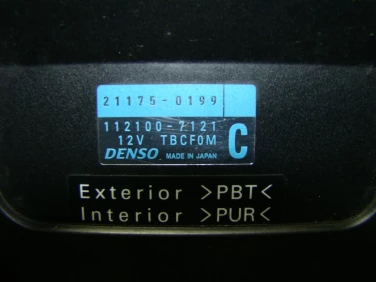 21175-0199
112100-7121
12V TBCF0M C
DENSO MADE IN JAPAN
Exterior >PBT<
Interior >PUR<